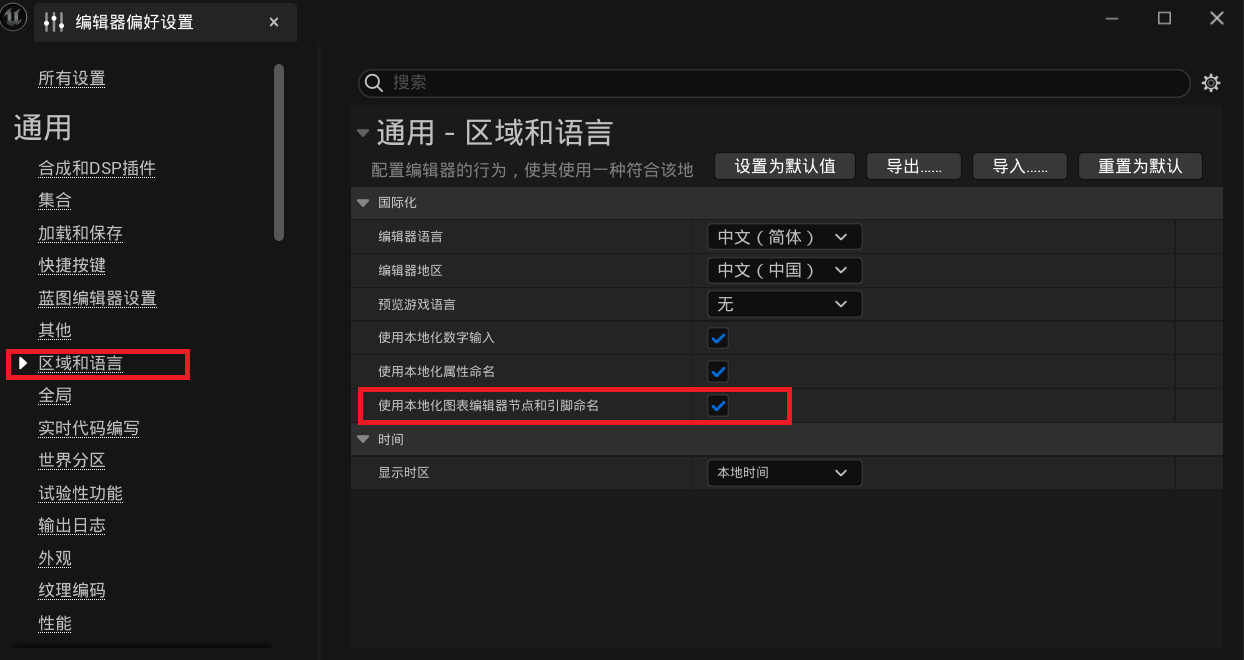 编辑器偏好设置
所有设置
通用
合成和DSP插件
集合
加载和保存
快捷按键
蓝图编辑器设置
其他
区域和语言
全局
实时代码编写
世界分区
试验性功能
输出日志
外观
纹理编码
性能
搜索
通用 - 区域和语言
配置编辑器的行为，使其使用一种符合该地
设置为默认值
导出......
导入......
重置为默认
国际化
编辑器语言
中文（简体）
编辑器地区
中文（中国）
预览游戏语言
无
使用本地化数字输入
使用本地化属性命名
使用本地化图表编辑器节点和引脚命名
时间
显示时区
本地时间